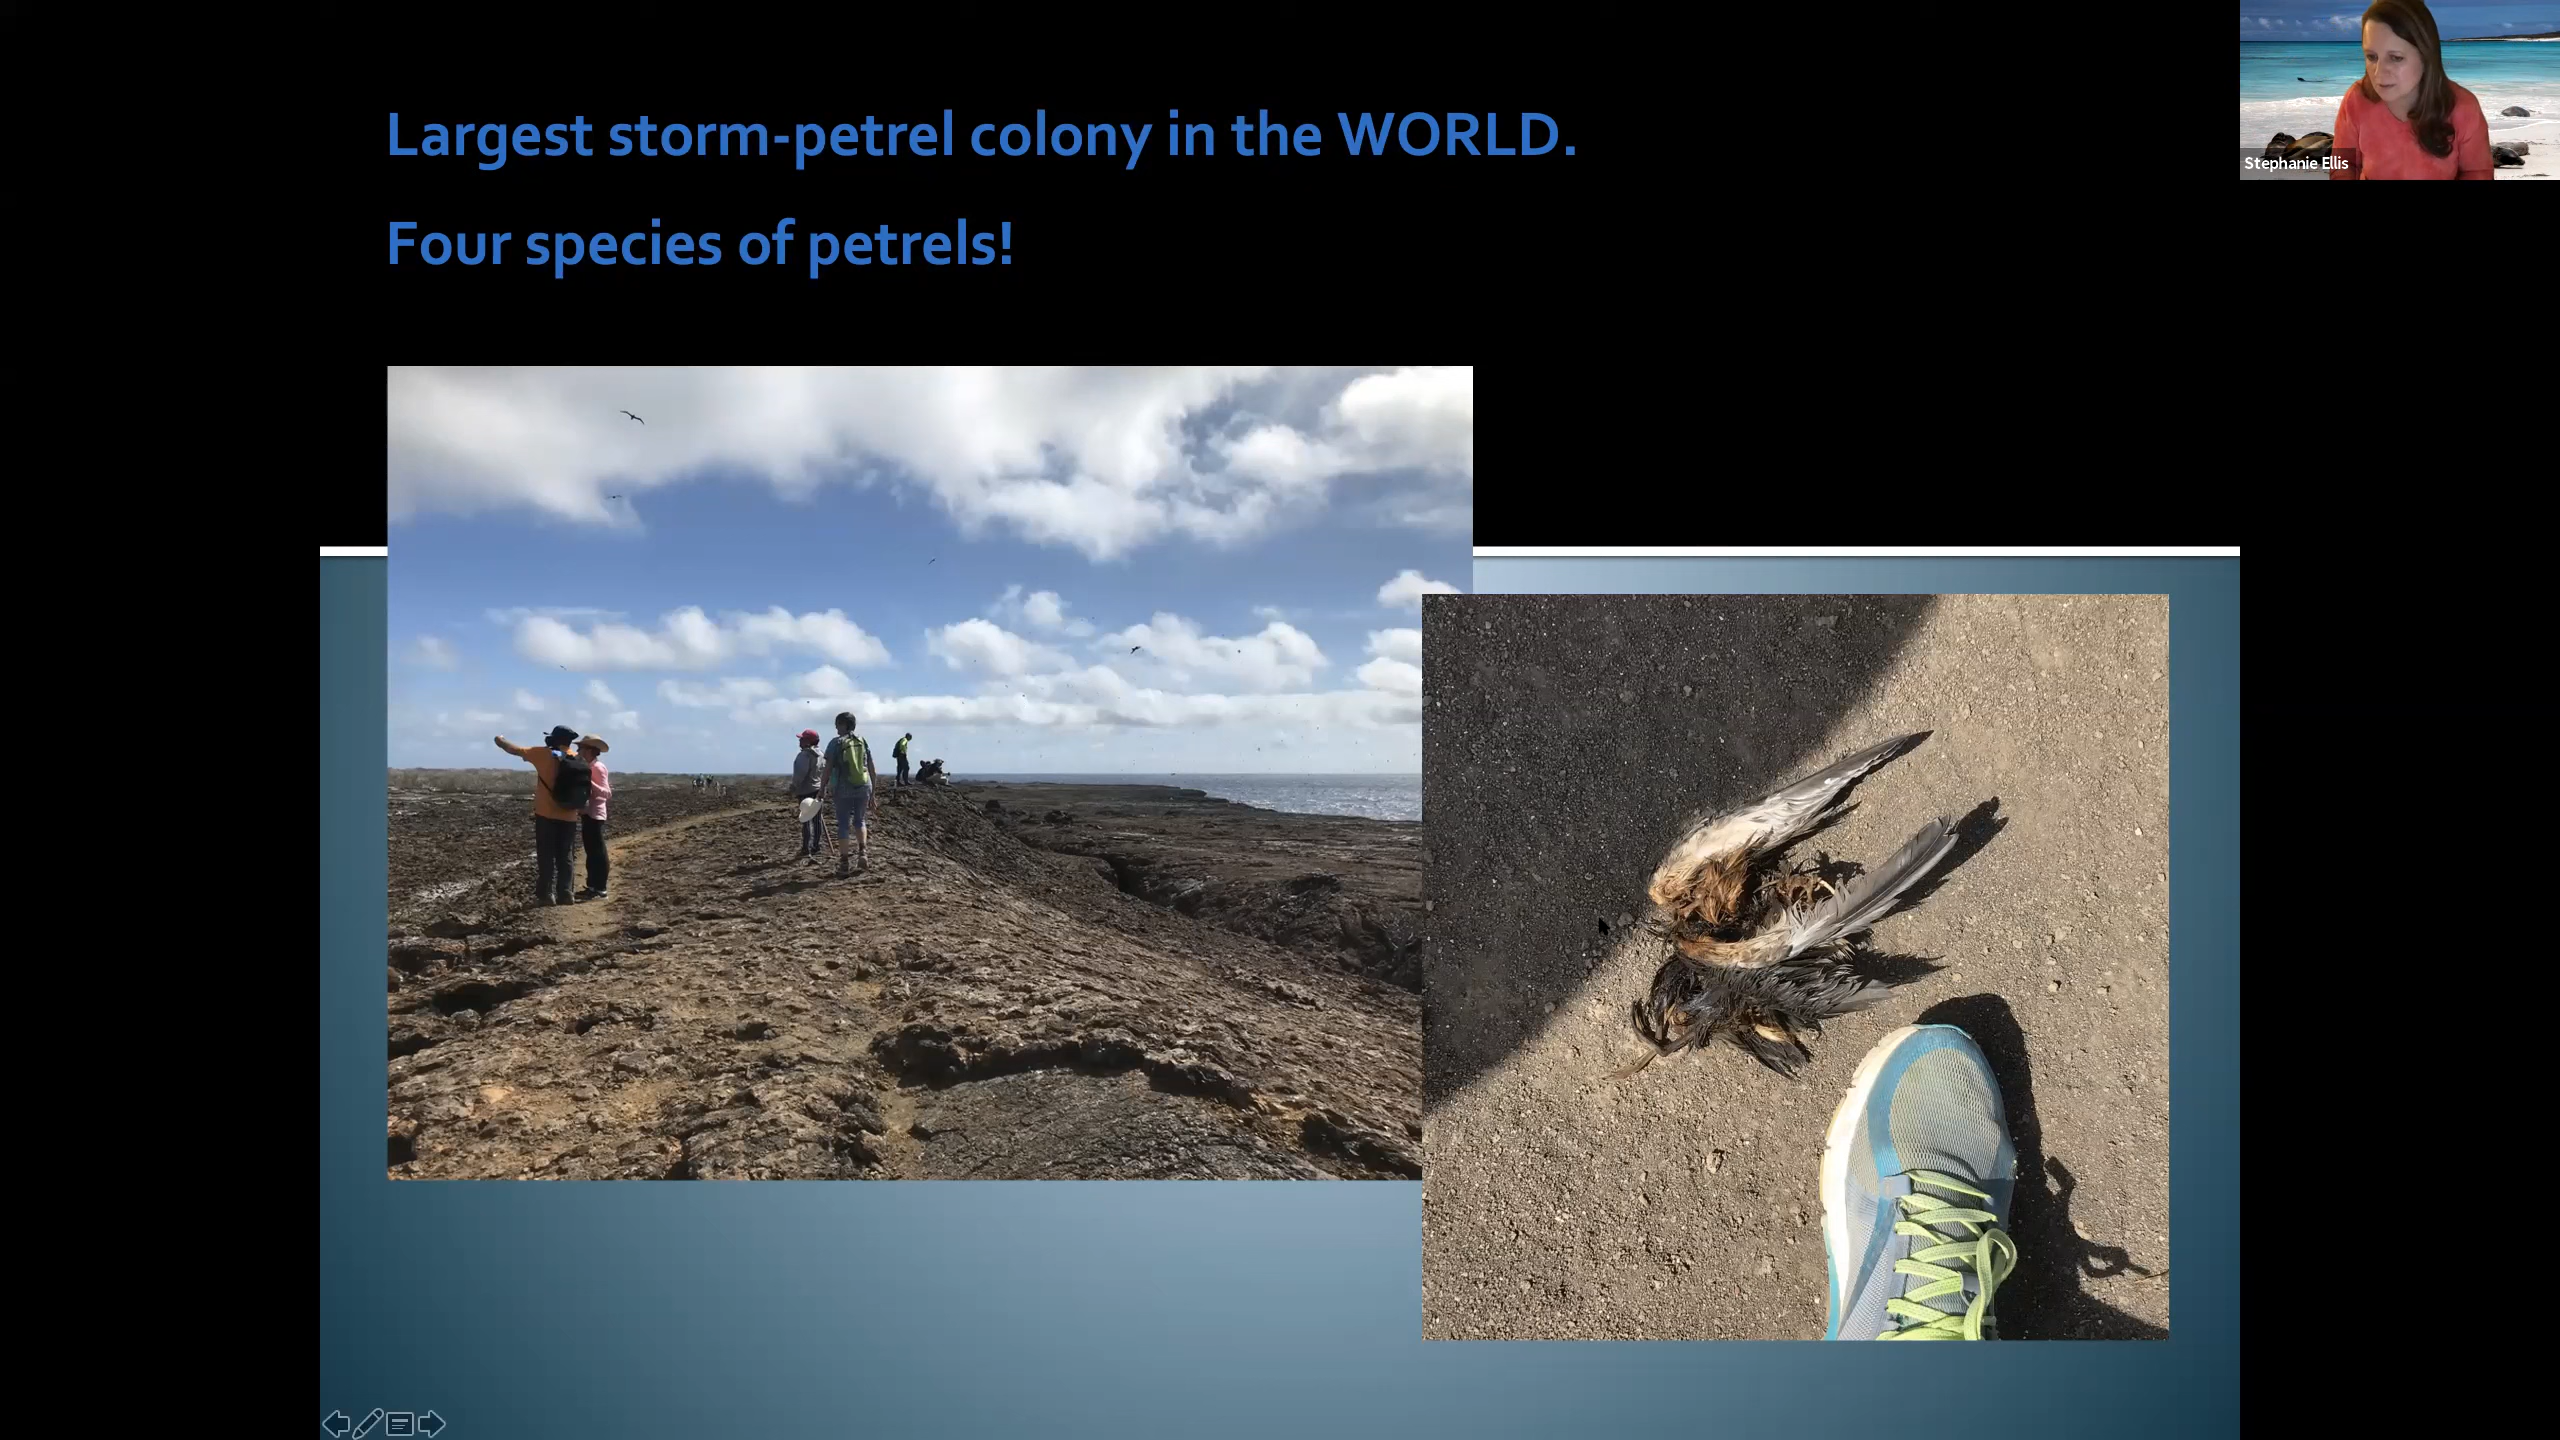 Largest storm-petrel colony in the WORLD.
Four species of petrels!
Stephanie Ellis